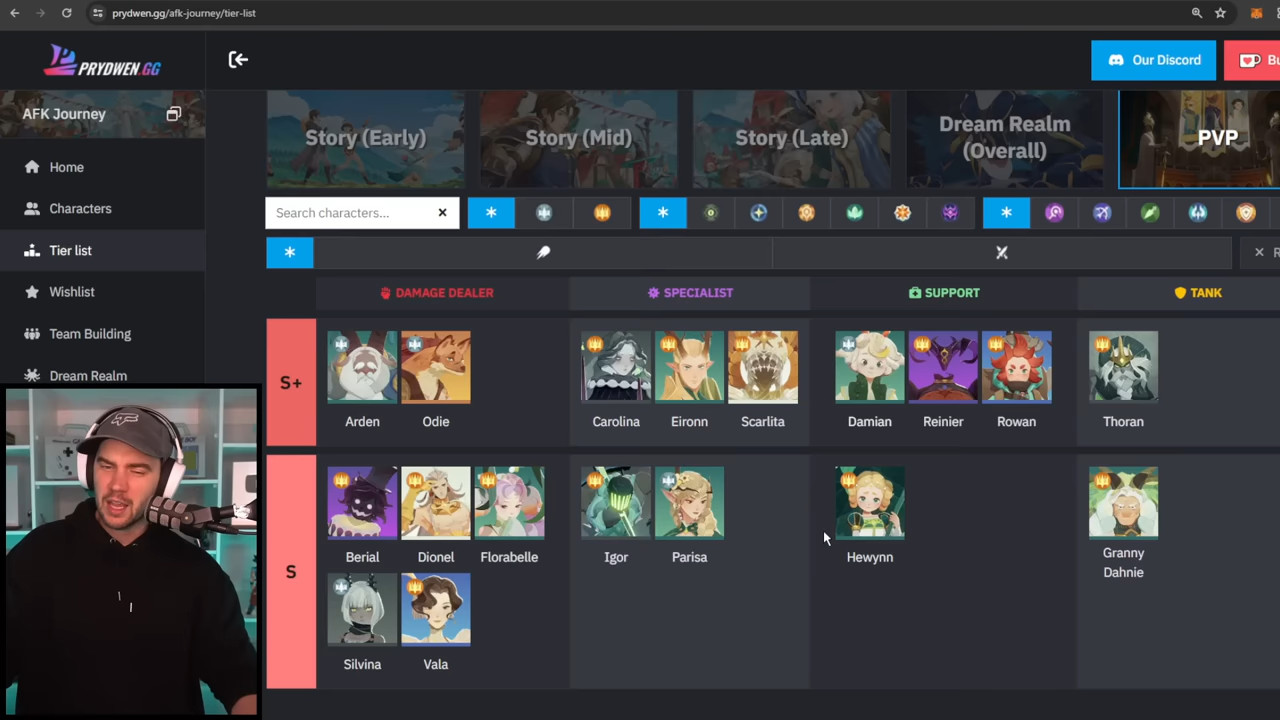 prydwen.gg/afk-journey/tier-list
PRYDWEN.GG
Our Discord
Bu
AFK Journey
Home
Characters
Tier list
Wishlist
Team Building
Dream Realm
Story (Early)
Story (Mid)
Story (Late)
Dream Realm
(Overall)
PVP
Search characters...
R
DAMAGE DEALER
SPECIALIST
SUPPORT
TANK
S+
Arden
Odie
Carolina
Eironn
Scarlita
Damian
Reinier
Rowan
Thoran
S
Berial
Dionel
Florabelle
Igor
Parisa
Hewynn
Granny
Dahnie
Silvina
Vala